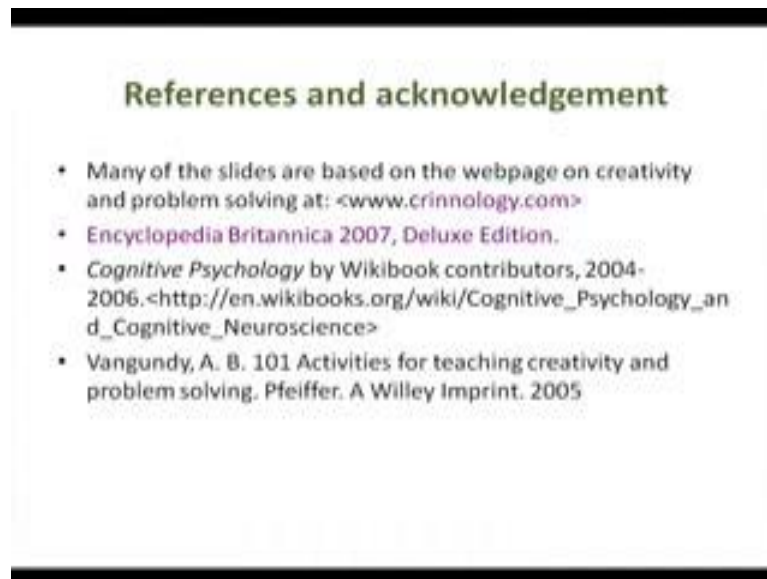 References and acknowledgement
• Many of the slides are based on the webpage on creativity
and problem solving at: <www.crinnology.com>
• Encyclopedia Britannica 2007, Deluxe Edition.
• Cognitive Psychology by Wikibook contributors, 2004-
2006.<http://en.wikibooks.org/wiki/Cognitive_Psychology_an
d_Cognitive_Neuroscience>
• Vangundy, A. B. 101 Activities for teaching creativity and
problem solving. Pfeiffer. A Willey Imprint. 2005